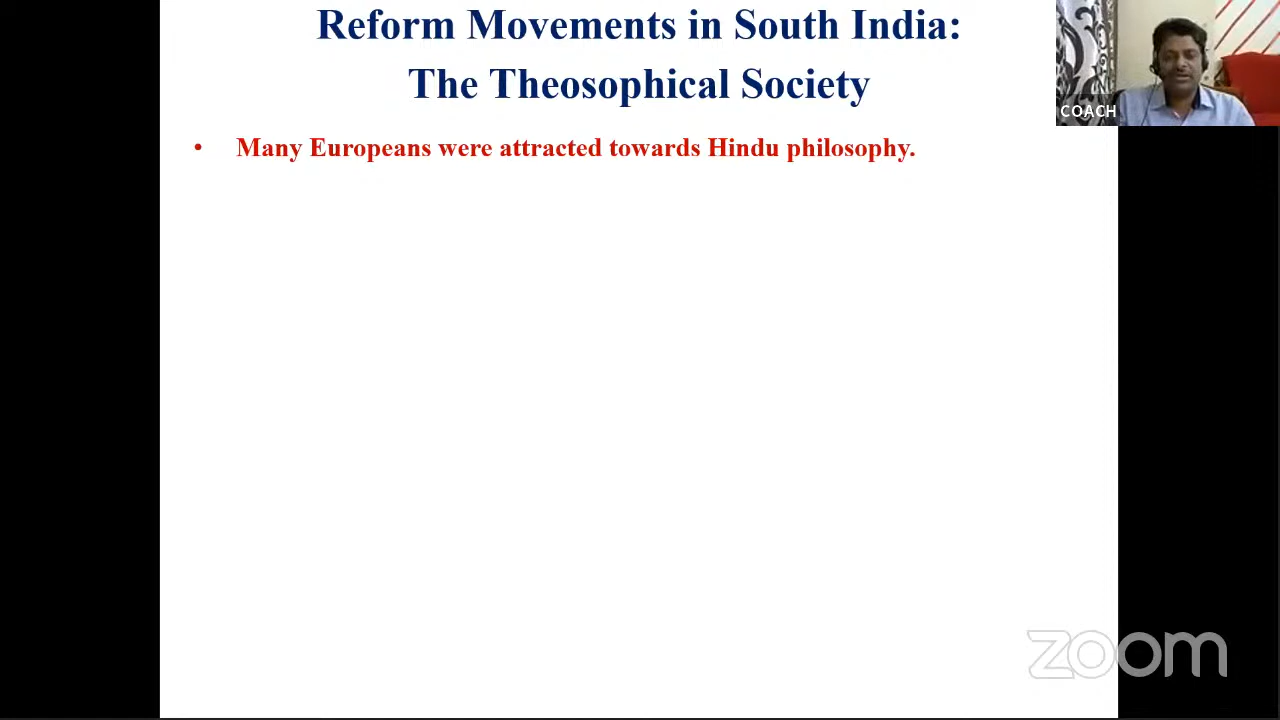 Reform Movements in South India:
The Theosophical Society
COACH
• Many Europeans were attracted towards Hindu philosophy.
zoom